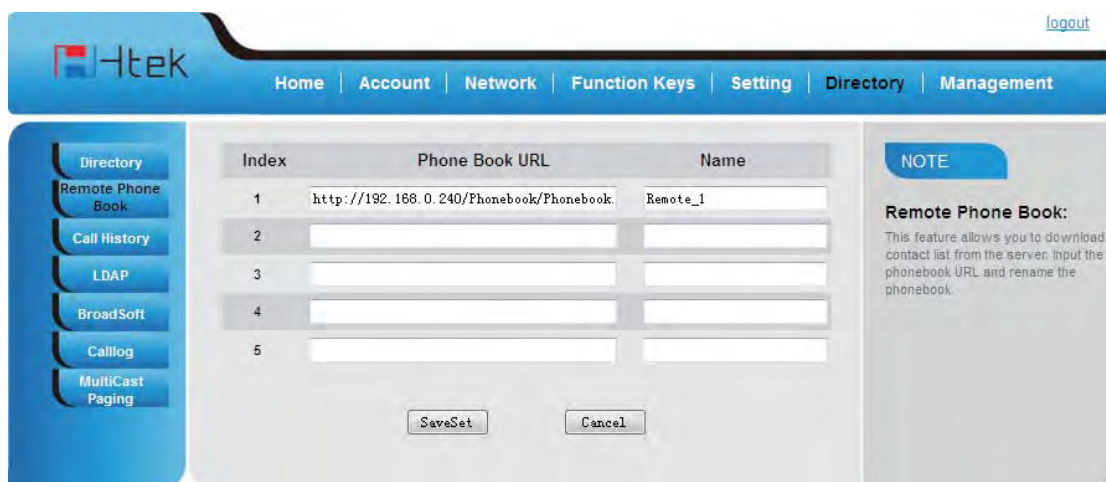 logout
Htek
Home | Account | Network | Function Keys | Setting | Directory | Management
Directory
Remote Phone
Book
Call History
LDAP
BroadSoft
Calllog
MultiCast
Paging
Index Phone Book URL Name
1 http://192.168.0.240/Phonebook/Phonebook. Remote_1
2
3
4
5
SaveSet Cancel
NOTE
Remote Phone Book:
This feature allows you to download
contact list from the server. Input the
phonebook URL and rename the
phonebook.